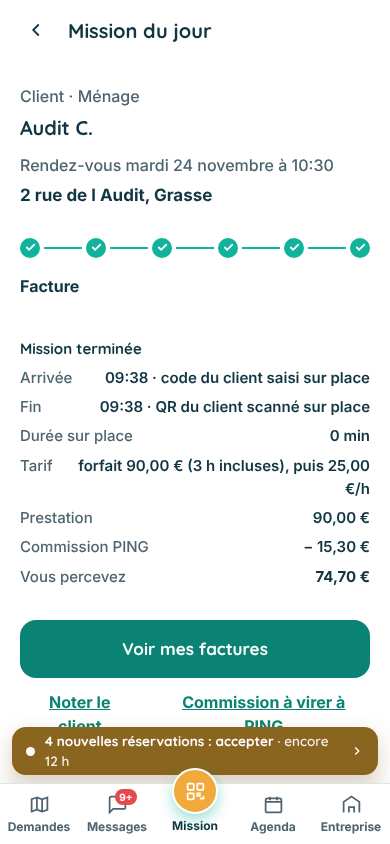 Mission du jour
Client · Ménage
Audit C.
Rendez-vous mardi 24 novembre à 10:30
2 rue de l Audit, Grasse
Facture
Mission terminée
Arrivée 09:38 · code du client saisi sur place
Fin 09:38 · QR du client scanné sur place
Durée sur place 0 min
Tarif forfait 90,00 € (3 h incluses), puis 25,00
€/h
Prestation 90,00 €
Commission PING − 15,30 €
Vous percevez 74,70 €
Voir mes factures
Noter le Commission à virer à
client PING
4 nouvelles réservations : accepter · encore
12 h
9+
Demandes Messages Mission Agenda Entreprise